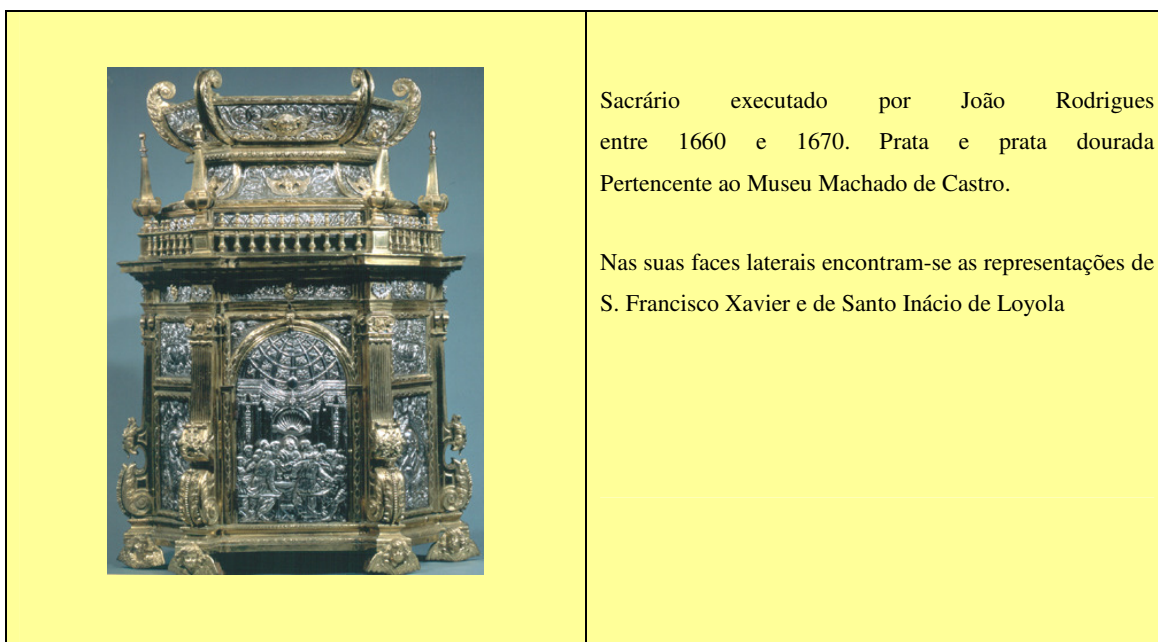 Sacrário executado por João Rodrigues
entre 1660 e 1670. Prata e prata dourada
Pertencente ao Museu Machado de Castro.
Nas suas faces laterais encontram-se as representações de
S. Francisco Xavier e de Santo Inácio de Loyola